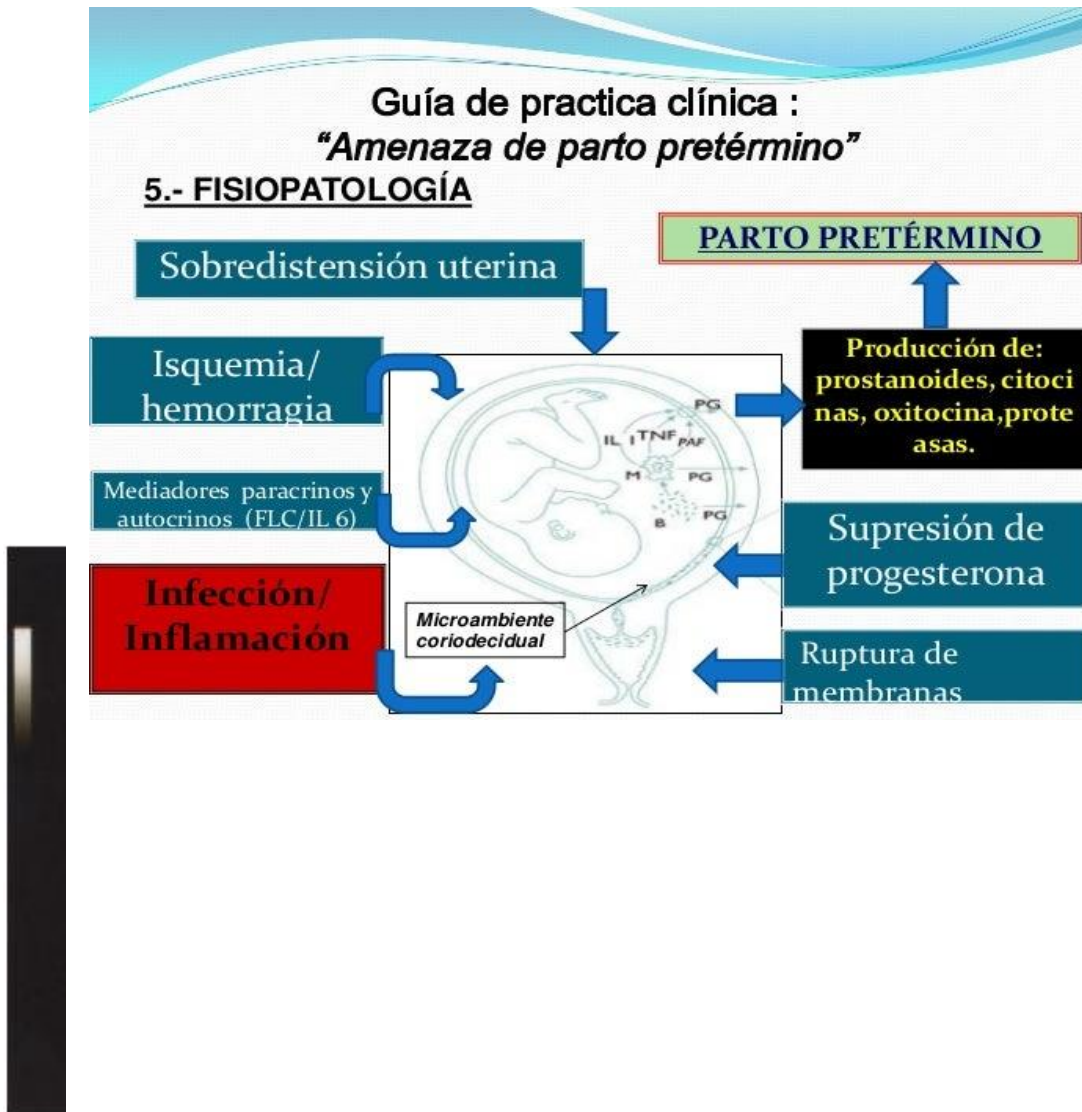 Guía de practica clínica :
“Amenaza de parto pretérmino”
5.- FISIOPATOLOGÍA
PARTO PRETÉRMINO
Sobredistensión uterina
Isquemia/
hemorragia
Producción de:
prostanoides, citoci
nas, oxitocina,prote
asas.
PG
IL 1 TNF PAF
M PG
B PG
Mediadores paracrinos y
autocrinos (FLC/IL 6)
Supresión de
progesterona
Infección/
Inflamación
Microambiente
coriodecidual
Ruptura de
membranas